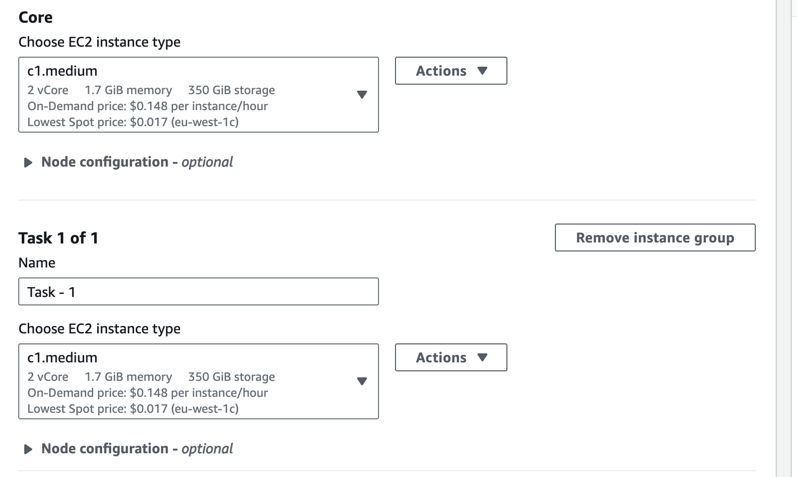 Core
Choose EC2 instance type
c1.medium
2 vCore 1.7 GiB memory 350 GiB storage
On-Demand price: $0.148 per instance/hour
Lowest Spot price: $0.017 (eu-west-1c)
Actions
Node configuration - optional
Task 1 of 1
Remove instance group
Name
Task - 1
Choose EC2 instance type
c1.medium
2 vCore 1.7 GiB memory 350 GiB storage
On-Demand price: $0.148 per instance/hour
Lowest Spot price: $0.017 (eu-west-1c)
Actions
Node configuration - optional